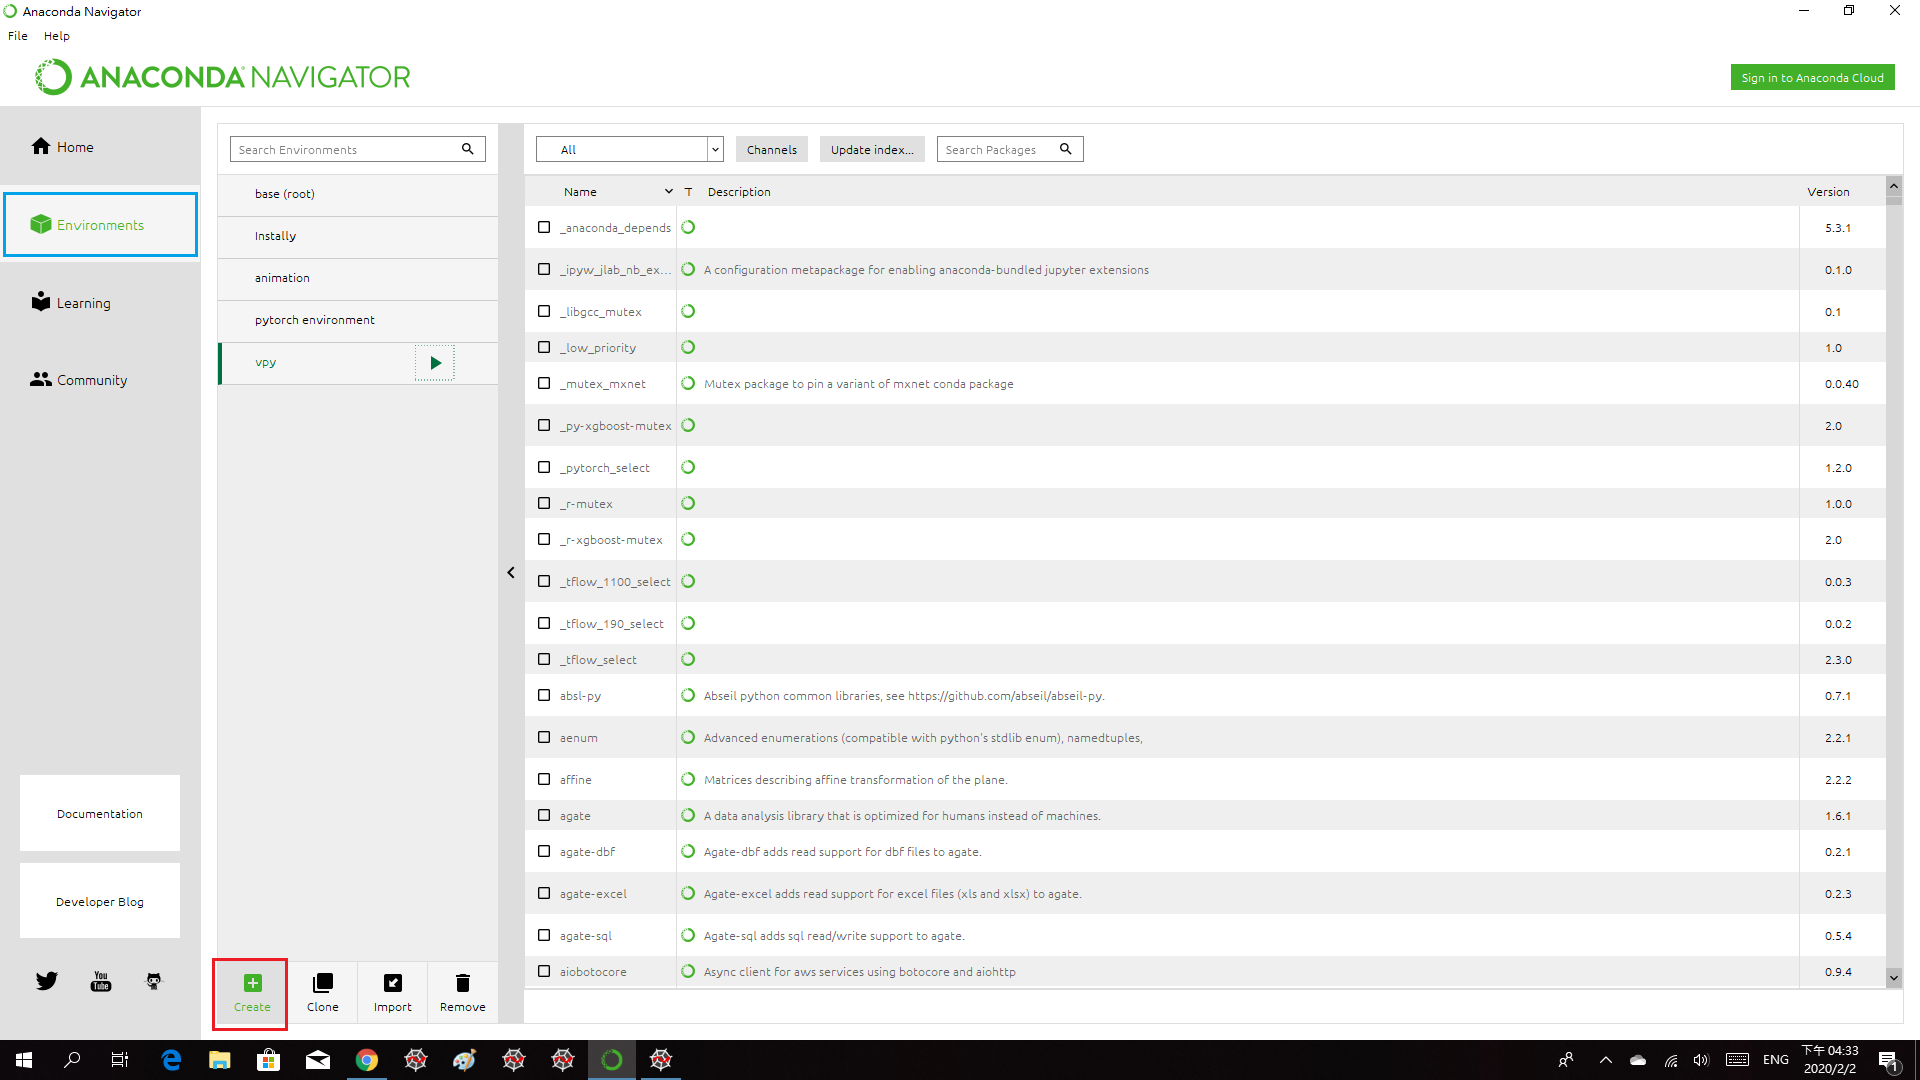 Anaconda Navigator
File Help
ANACONDA NAVIGATOR
Sign in to Anaconda Cloud
Home
Environments
Learning
Community
Documentation
Developer Blog
You
Tube
Search Environments
base (root)
Instally
animation
pytorch environment
vpy
Create Clone Import Remove
All Channels Update index... Search Packages
Name T Description Version
_anaconda_depends 5.3.1
_ipyw_jlab_nb_ex... A configuration metapackage for enabling anaconda-bundled jupyter extensions 0.1.0
_libgcc_mutex 0.1
_low_priority 1.0
_mutex_mxnet Mutex package to pin a variant of mxnet conda package 0.0.40
_py-xgboost-mutex 2.0
_pytorch_select 1.2.0
_r-mutex 1.0.0
_r-xgboost-mutex 2.0
_tflow_1100_select 0.0.3
_tflow_190_select 0.0.2
_tflow_select 2.3.0
absl-py Abseil python common libraries, see https://github.com/abseil/abseil-py. 0.7.1
aenum Advanced enumerations (compatible with python's stdlib enum), namedtuples, 2.2.1
affine Matrices describing affine transformation of the plane. 2.2.2
agate A data analysis library that is optimized for humans instead of machines. 1.6.1
agate-dbf Agate-dbf adds read support for dbf files to agate. 0.2.1
agate-excel Agate-excel adds read support for excel files (xls and xlsx) to agate. 0.2.3
agate-sql Agate-sql adds sql read/write support to agate. 0.5.4
aiobotocore Async client for aws services using botocore and aiohttp 0.9.4
ENG
下午 04:33
2020/2/2
1